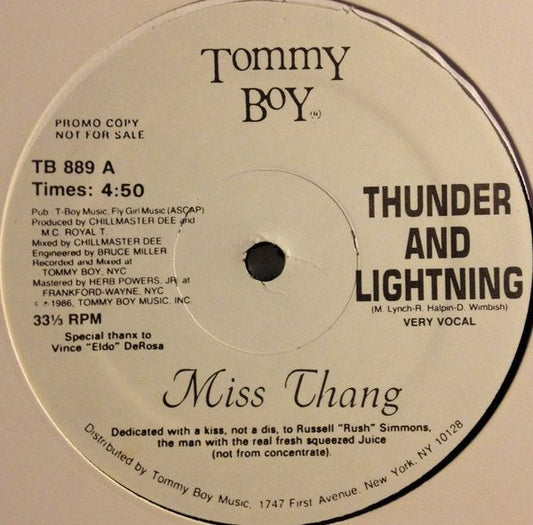 TOMMY
BOY (R)
PROMO COPY
NOT FOR SALE
TB 889 A
Times: 4:50
Pub. T-Boy Music, Fly Girl Music (ASCAP)
Produced by CHILLMASTER DEE and
M.C. ROYAL T.
Mixed by CHILLMASTER DEE
Engineered by BRUCE MILLER
Recorded and Mixed at
TOMMY BOY, NYC
Mastered by HERB POWERS, JR. at
FRANKFORD-WAYNE, NYC
© ℗ 1986, TOMMY BOY MUSIC, INC.
33⅓ RPM
Special thanx to
Vince "Eldo" DeRosa
THUNDER
AND
LIGHTNING
(M. Lynch-R. Halpin-D. Wimbish)
VERY VOCAL
Miss Thang
Dedicated with a kiss, not a dis, to Russell "Rush" Simmons,
the man with the real fresh squeezed Juice
(not from concentrate).
Distributed by Tommy Boy Music, 1747 First Avenue, New York, NY 10128